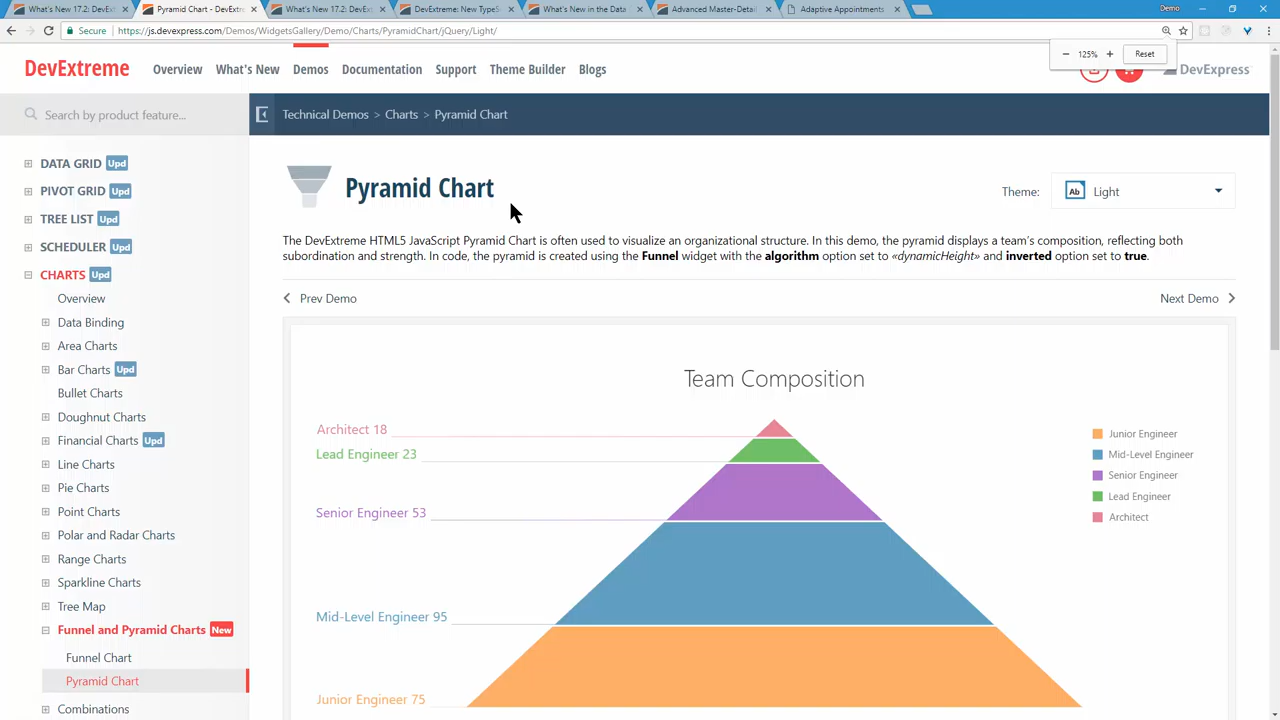 What's New 17.2: DevExt
Pyramid Chart - DevExtre
What's New 17.2: DevExt
DevExtreme: New TypeS
What's New in the Data
Advanced Master-Detail
Adaptive Appointments
Demo
Secure
https://js.devexpress.com/Demos/WidgetsGallery/Demo/Charts/PyramidChart/jQuery/Light/
125%
Reset
DevExtreme
Overview
What's New
Demos
Documentation
Support
Theme Builder
Blogs
DevExpress
Search by product feature...
Technical Demos > Charts > Pyramid Chart
DATA GRID Upd
PIVOT GRID Upd
TREE LIST Upd
SCHEDULER Upd
CHARTS Upd
Overview
Data Binding
Area Charts
Bar Charts Upd
Bullet Charts
Doughnut Charts
Financial Charts Upd
Line Charts
Pie Charts
Point Charts
Polar and Radar Charts
Range Charts
Sparkline Charts
Tree Map
Funnel and Pyramid Charts New
Funnel Chart
Pyramid Chart
Combinations
Pyramid Chart
Theme:
Ab
Light
The DevExtreme HTML5 JavaScript Pyramid Chart is often used to visualize an organizational structure. In this demo, the pyramid displays a team's composition, reflecting both
subordination and strength. In code, the pyramid is created using the Funnel widget with the algorithm option set to «dynamicHeight» and inverted option set to true.
Prev Demo
Next Demo
Team Composition
Architect 18
Lead Engineer 23
Senior Engineer 53
Mid-Level Engineer 95
Junior Engineer 75
Junior Engineer
Mid-Level Engineer
Senior Engineer
Lead Engineer
Architect